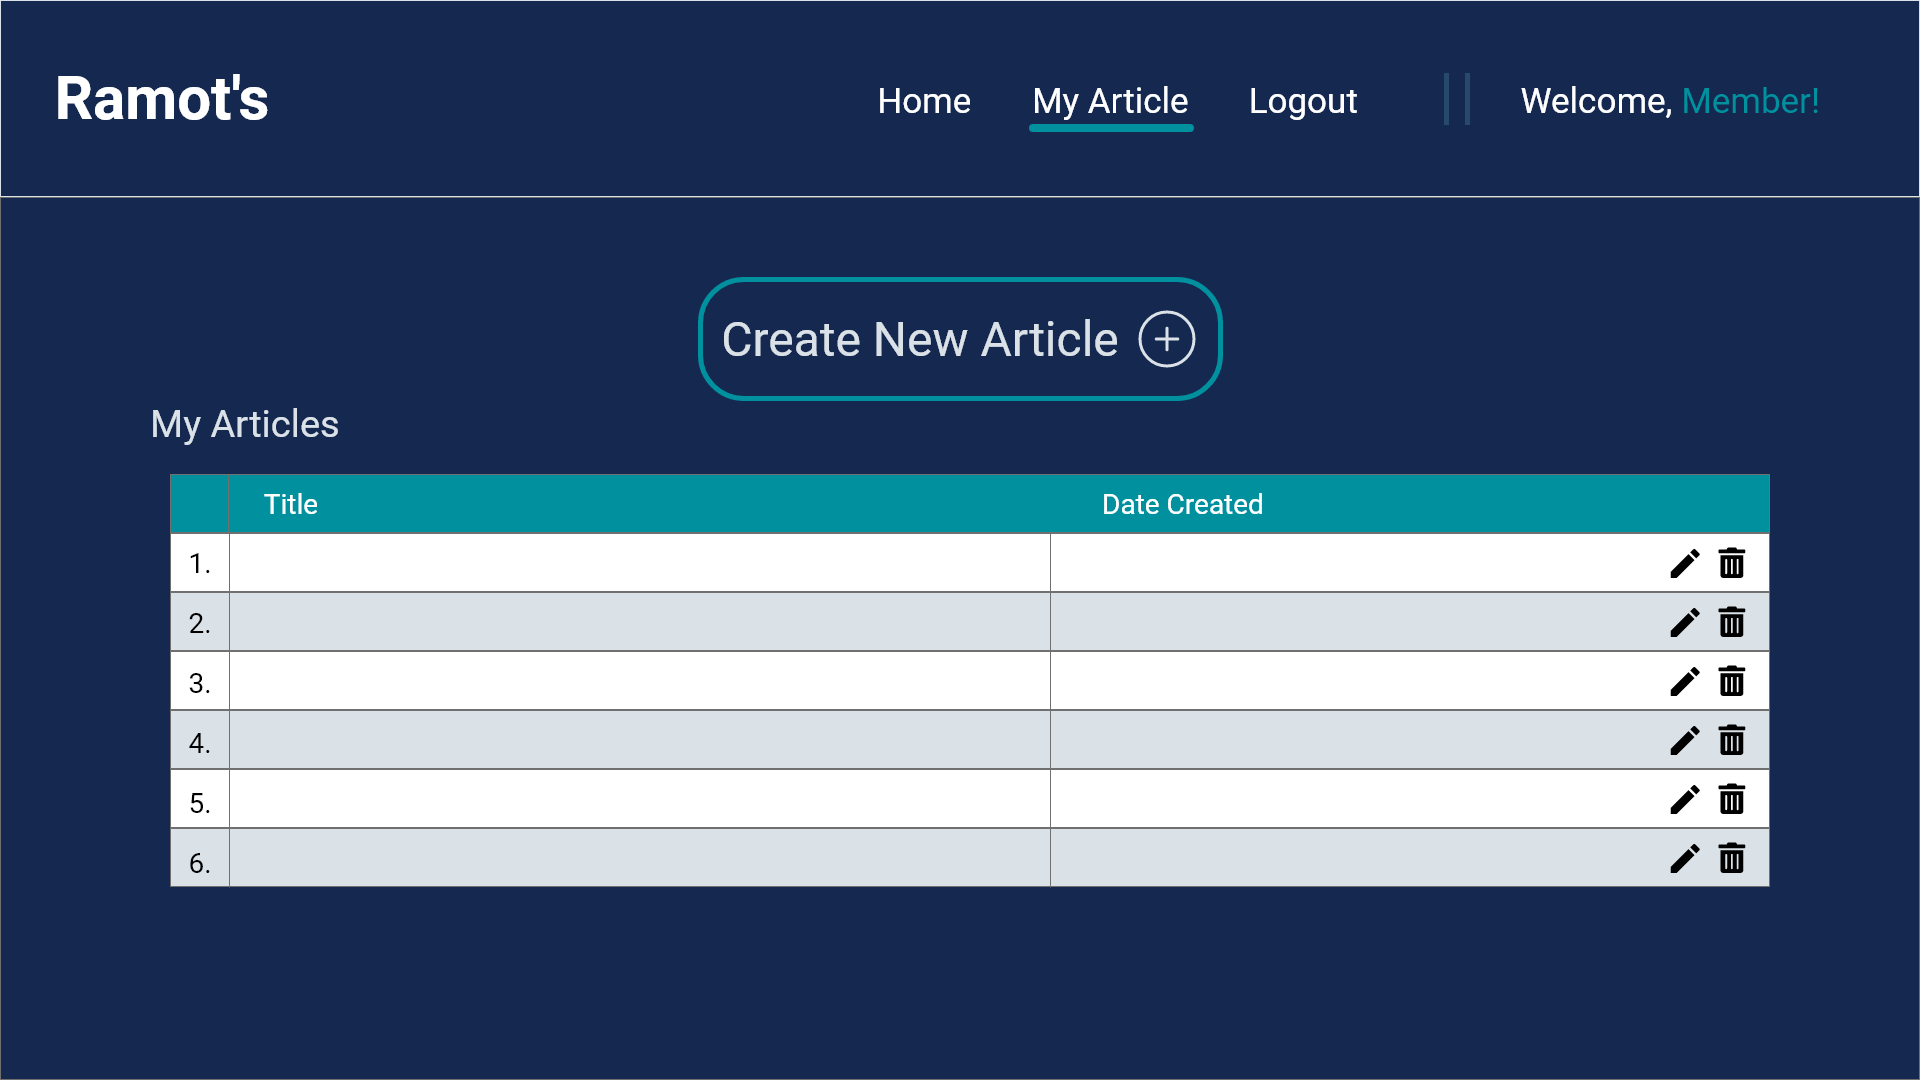 Ramot's
Home My Article Logout Welcome, Member!
Create New Article
My Articles
Title Date Created
1.
2.
3.
4.
5.
6.